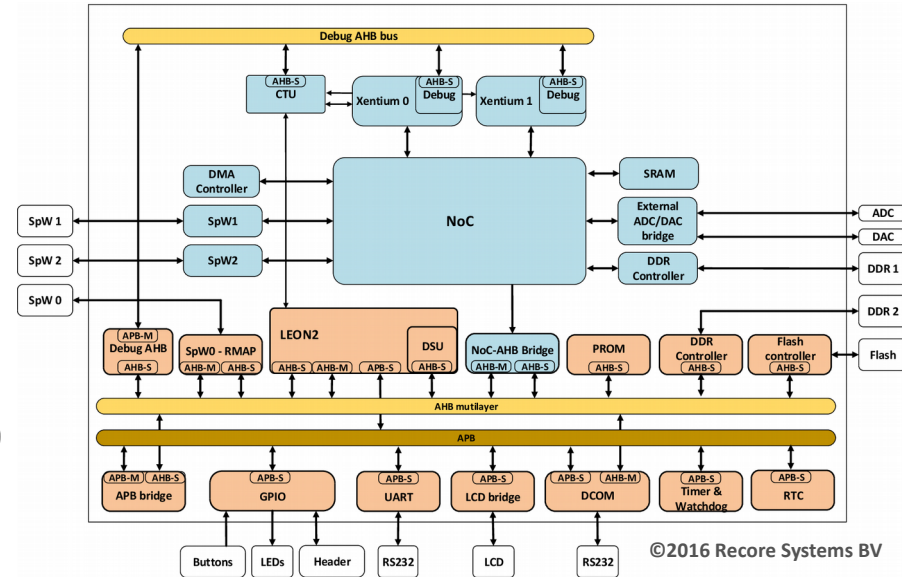 Debug AHB bus
AHB-S
CTU
Xentium 0
AHB-S
Debug
Xentium 1
AHB-S
Debug
DMA
Controller
NoC
SRAM
SpW 1
SpW1
External
ADC/DAC
bridge
ADC
DAC
SpW 2
SpW2
DDR
Controller
DDR 1
SpW 0
DDR 2
APB-M
Debug AHB
AHB-S
SpW0 - RMAP
AHB-M
AHB-S
LEON2
DSU
AHB-S
AHB-M
APB-S
AHB-S
NoC-AHB Bridge
AHB-M
AHB-S
PROM
AHB-S
DDR
Controller
AHB-S
Flash
controller
AHB-S
Flash
AHB mutilayer
APB
APB-M
AHB-S
APB bridge
APB-S
GPIO
APB-S
UART
APB-S
LCD bridge
APB-S
AHB-M
DCOM
APB-S
Timer &
Watchdog
APB-S
RTC
Buttons
LEDs
Header
RS232
LCD
RS232
©2016 Recore Systems BV